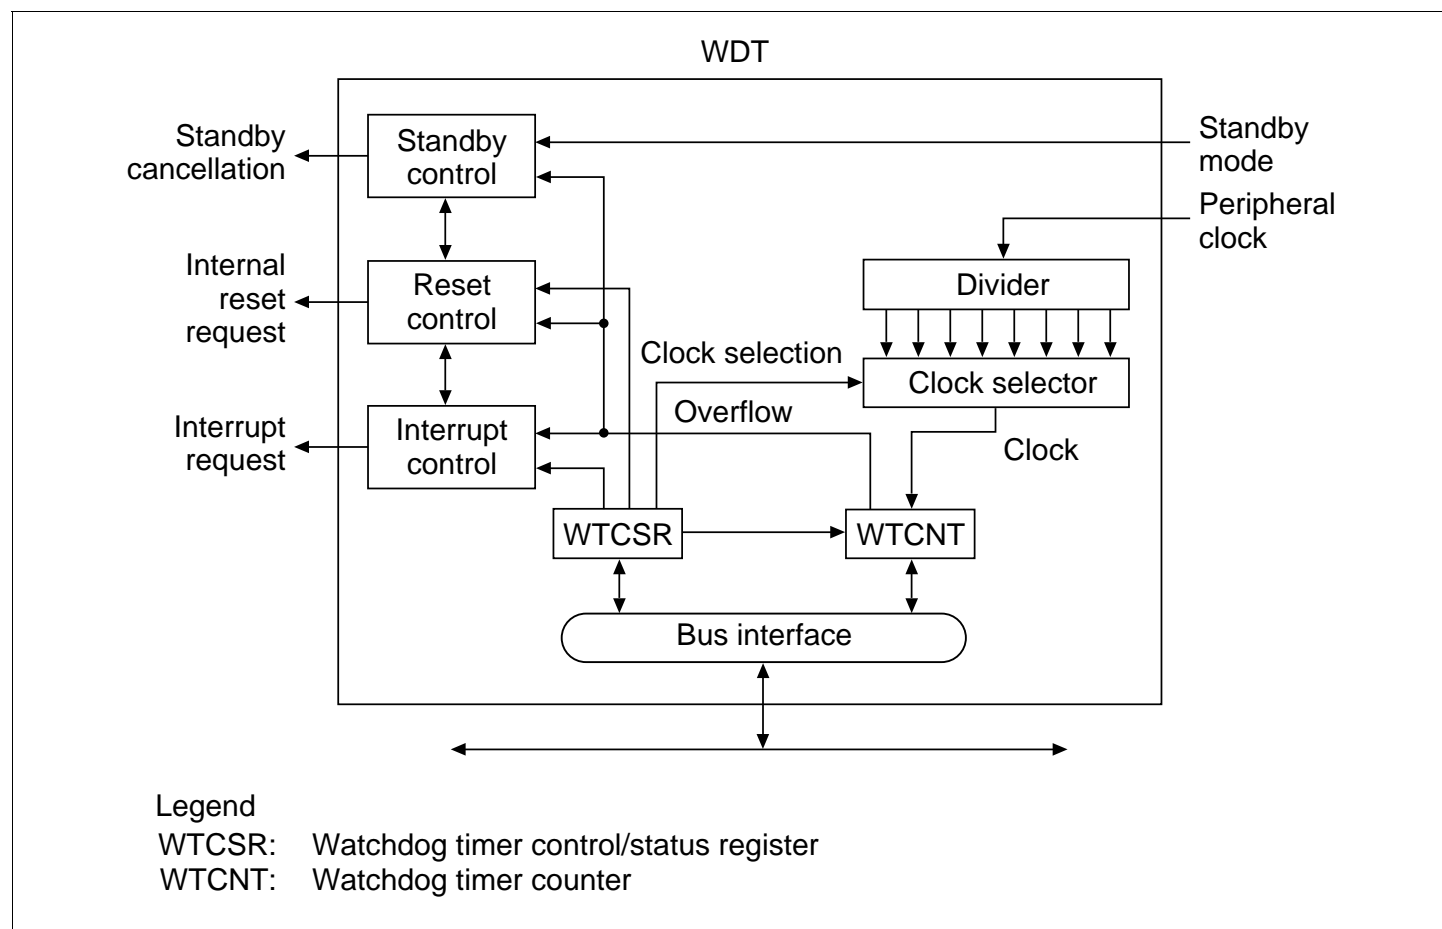 WDT
Standby
cancellation
Standby
control
Standby
mode
Peripheral
clock
Internal
reset
request
Reset
control
Divider
Clock selection
Clock selector
Overflow
Interrupt
request
Interrupt
control
Clock
WTCSR
WTCNT
Bus interface
Legend
WTCSR: Watchdog timer control/status register
WTCNT: Watchdog timer counter